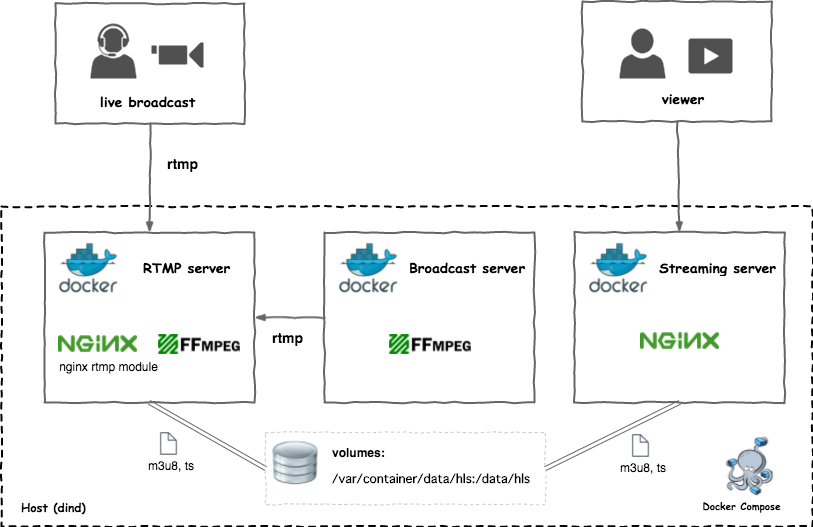 live broadcast
viewer
rtmp
docker
RTMP server
docker
Broadcast server
docker
Streaming server
rtmp
NGINX
FFMPEG
nginx rtmp module
FFMPEG
NGINX
m3u8, ts
volumes:
/var/container/data/hls:/data/hls
m3u8, ts
Host (dind)
Docker Compose